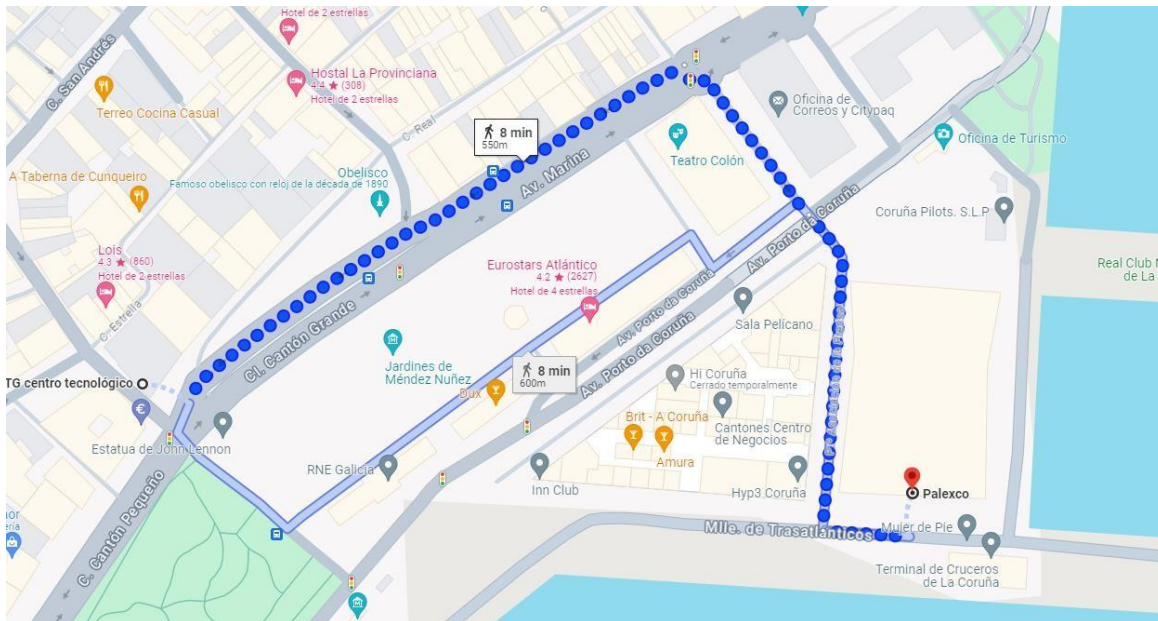 Hotel de 2 estrellas
C. San Andrés
Hostal La Provinciana
4.4 ★ (308)
Hotel de 2 estrellas
Terreo Cocina Casual
C. Real
8 min
550m
Oficina de
Correos y Citypaq
Oficina de Turismo
Teatro Colón
Av. Marina
Obelisco
Famoso obelisco con reloj de la década de 1890
A Taberna de Cunqueiro
Coruña Pilots. S.L.P
Av. Porto da Coruña
Lois
4.3 ★ (860)
Hotel de 2 estrellas
Eurostars Atlántico
4.2 ★ (2627)
Hotel de 4 estrellas
Real Club
de La
C. Estrella
Cl. Cantón Grande
Av. Porto da Coruña
Sala Pelícano
Jardines de
Méndez Nuñez
8 min
600m
Av. Porto da Coruña
Hi Coruña
Cerrado temporalmente
TG centro tecnológico
Dux
Brit - A Coruña
Cantones Centro
de Negocios
Estatua de John Lennon
Amura
RNE Galicia
Inn Club
Hyp3 Coruña
Palexco
Mlle. de Trasatlánticos
Mujer de Pie
C. Cantón Pequeño
Terminal de Cruceros
de La Coruña